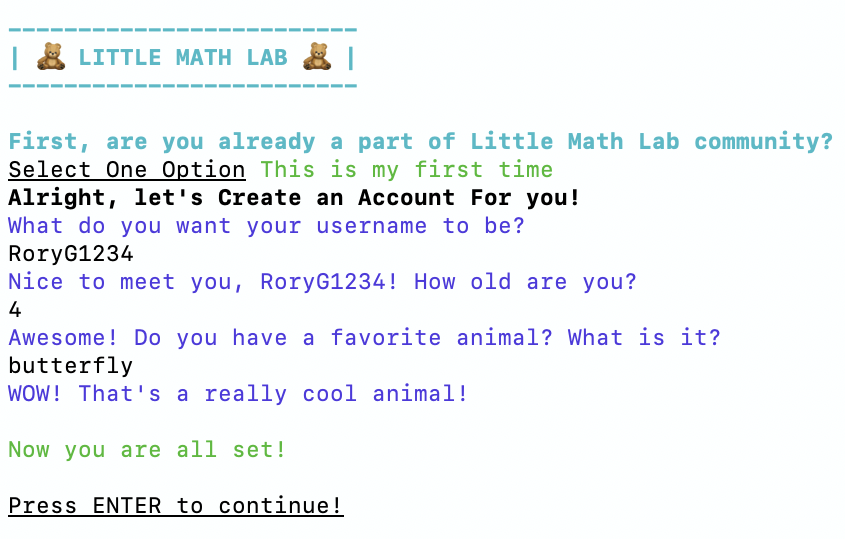 -------------------------
| 🧸 LITTLE MATH LAB 🧸 |
-------------------------
First, are you already a part of Little Math Lab community?
Select One Option This is my first time
Alright, let's Create an Account For you!
What do you want your username to be?
RoryG1234
Nice to meet you, RoryG1234! How old are you?
4
Awesome! Do you have a favorite animal? What is it?
butterfly
WOW! That's a really cool animal!
Now you are all set!
Press ENTER to continue!